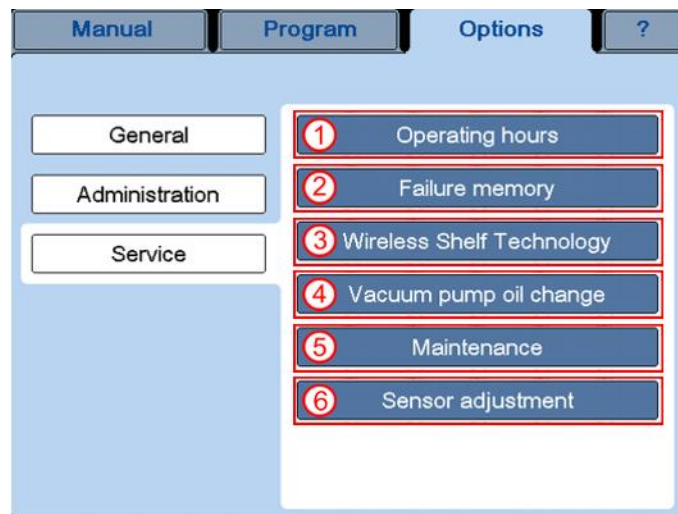 Manual Program Options ?
General
Administration
Service
1 Operating hours
2 Failure memory
3 Wireless Shelf Technology
4 Vacuum pump oil change
5 Maintenance
6 Sensor adjustment